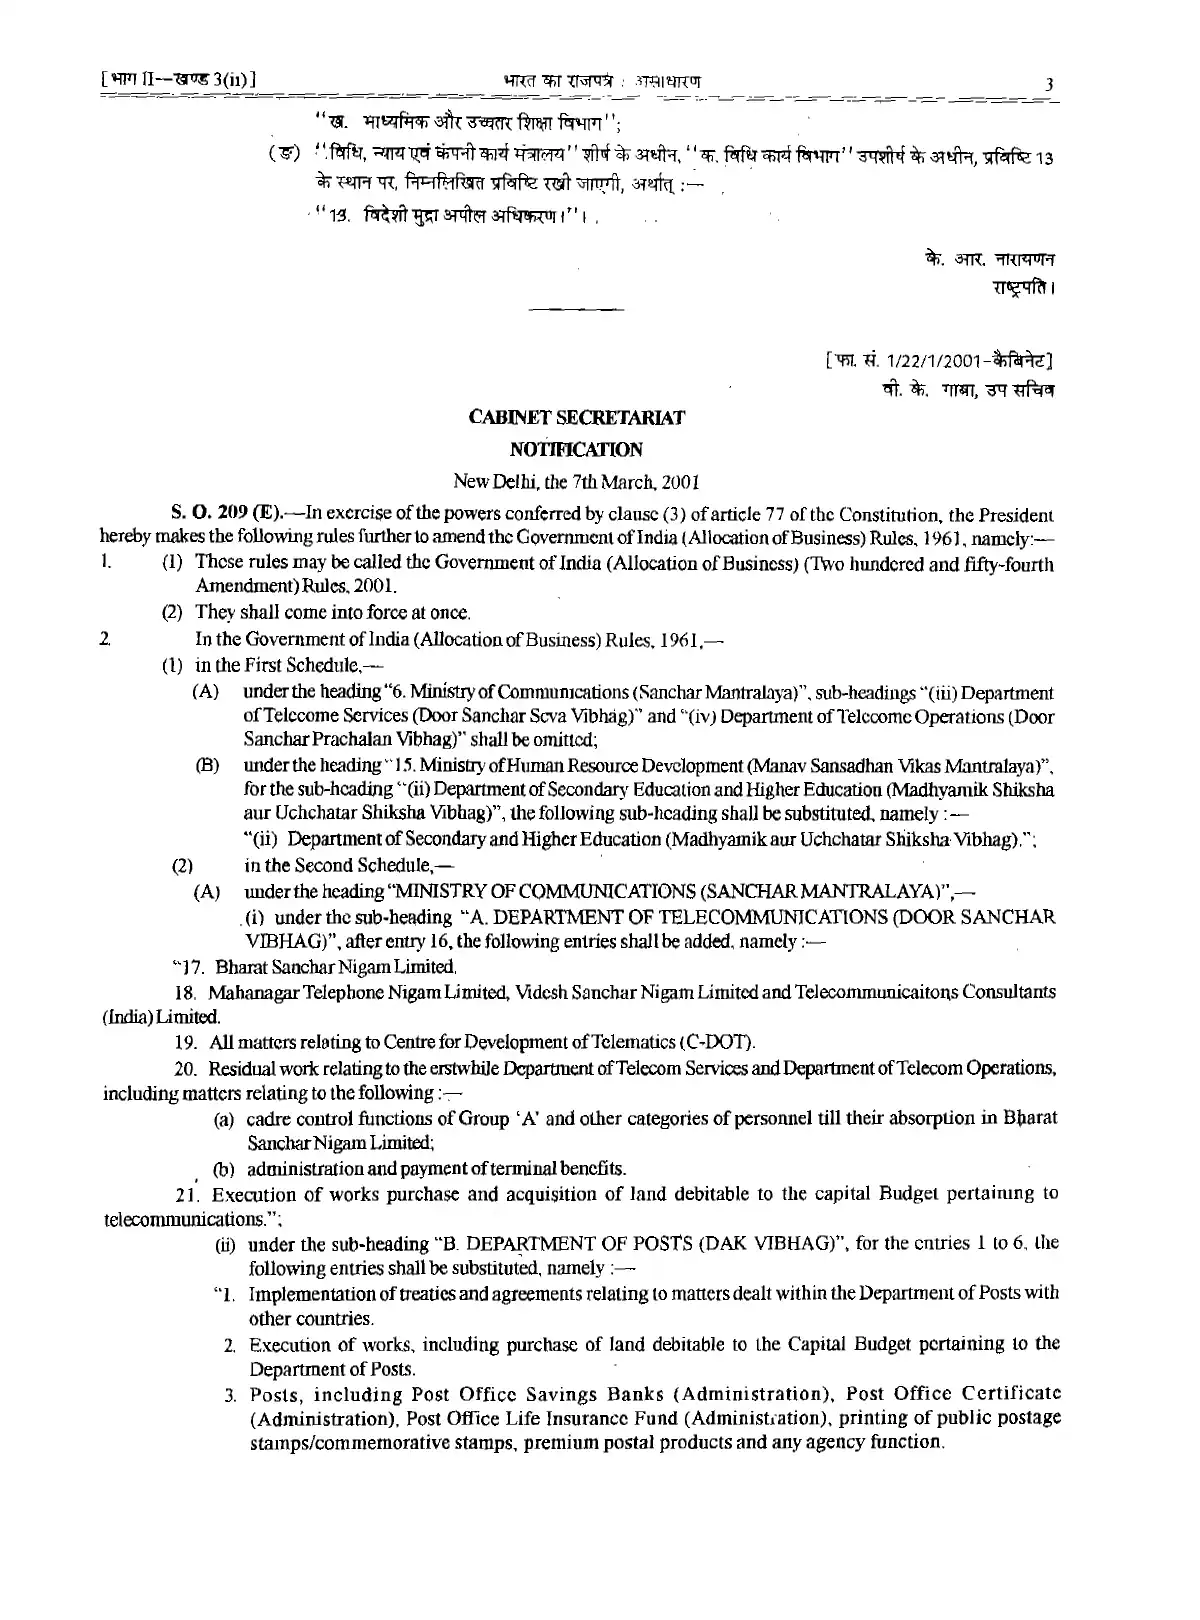 [भाग II—खण्ड 3(ii)]
भारत का राजपत्र : असाधारण
3
“ख. माध्यमिक और उच्चतर शिक्षा विभाग”;
(ङ) “विधि, न्याय एवं कंपनी कार्य मंत्रालय” शीर्ष के अधीन, “क. विधि कार्य विभाग” उपशीर्ष के अधीन, प्रविष्टि 13
के स्थान पर, निम्नलिखित प्रविष्टि रखी जाएगी, अर्थात् :—
“13. विदेशी मुद्रा अपील अधिकरण।”।
के. आर. नारायणन
राष्ट्रपति।
[फा. सं. 1/22/1/2001-कैबिनेट]
वी. के. गाबा, उप सचिव
CABINET SECRETARIAT
NOTIFICATION
New Delhi, the 7th March, 2001
S. O. 209 (E).—In exercise of the powers conferred by clause (3) of article 77 of the Constitution, the President
hereby makes the following rules further to amend the Government of India (Allocation of Business) Rules, 1961, namely:—
1. (1) These rules may be called the Government of India (Allocation of Business) (Two hundered and fifty-fourth
Amendment) Rules, 2001.
(2) They shall come into force at once.
2. In the Government of India (Allocation of Business) Rules, 1961,—
(1) in the First Schedule,—
(A) under the heading “6. Ministry of Communications (Sanchar Mantralaya)”, sub-headings “(iii) Department
of Telecome Services (Door Sanchar Seva Vibhag)” and “(iv) Department of Telecome Operations (Door
Sanchar Prachalan Vibhag)” shall be omitted;
(B) under the heading “15. Ministry of Human Resource Development (Manav Sansadhan Vikas Mantralaya)”,
for the sub-heading “(ii) Department of Secondary Education and Higher Education (Madhyamik Shiksha
aur Uchchatar Shiksha Vibhag)”, the following sub-heading shall be substituted, namely :—
“(ii) Department of Secondary and Higher Education (Madhyamik aur Uchchatar Shiksha Vibhag).”;
(2) in the Second Schedule,—
(A) under the heading “MINISTRY OF COMMUNICATIONS (SANCHAR MANTRALAYA)”,—
(i) under the sub-heading “A. DEPARTMENT OF TELECOMMUNICATIONS (DOOR SANCHAR
VIBHAG)”, after entry 16, the following entries shall be added, namely :—
“17. Bharat Sanchar Nigam Limited.
18. Mahanagar Telephone Nigam Limited, Videsh Sanchar Nigam Limited and Telecommunicaitons Consultants
(India) Limited.
19. All matters relating to Centre for Development of Telematics (C-DOT).
20. Residual work relating to the erstwhile Department of Telecom Services and Department of Telecom Operations,
including matters relating to the following :—
(a) cadre control functions of Group ‘A’ and other categories of personnel till their absorption in Bharat
Sanchar Nigam Limited;
(b) administration and payment of terminal benefits.
21. Execution of works purchase and acquisition of land debitable to the capital Budget pertaining to
telecommunications.”;
(ii) under the sub-heading “B. DEPARTMENT OF POSTS (DAK VIBHAG)”, for the entries 1 to 6, the
following entries shall be substituted, namely :—
“1. Implementation of treaties and agreements relating to matters dealt within the Department of Posts with
other countries.
2. Execution of works, including purchase of land debitable to the Capital Budget pertaining to the
Department of Posts.
3. Posts, including Post Office Savings Banks (Administration), Post Office Certificate
(Administration), Post Office Life Insurance Fund (Administration), printing of public postage
stamps/commemorative stamps, premium postal products and any agency function.